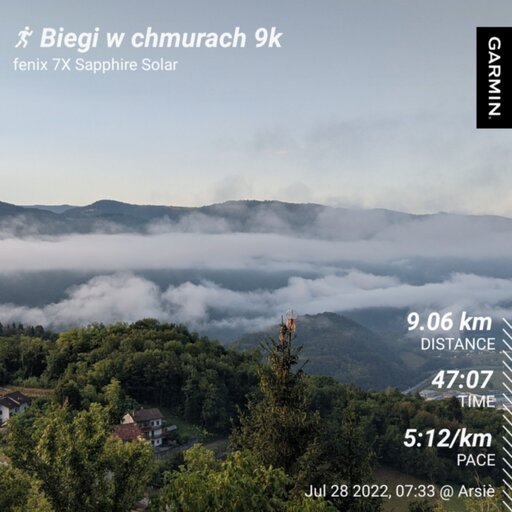 Biegi w chmurach 9k
fenix 7X Sapphire Solar
GARMIN.
9.06 km
DISTANCE
47:07
TIME
5:12/km
PACE
Jul 28 2022, 07:33 @ Arsiè